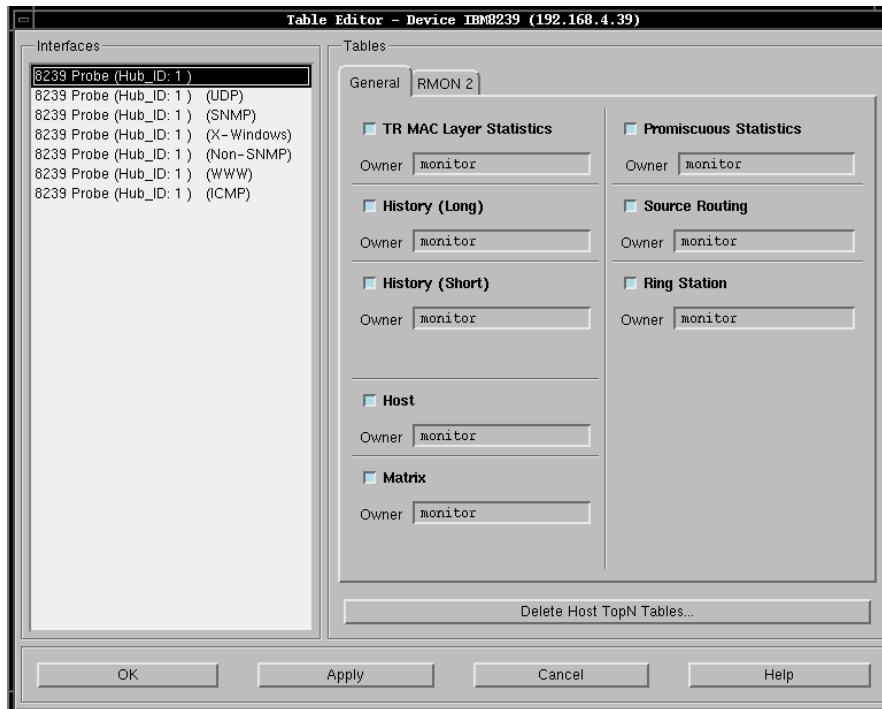 Table Editor - Device IBM8239 (192.168.4.39)
Interfaces
8239 Probe (Hub_ID: 1 )
8239 Probe (Hub_ID: 1 ) (UDP)
8239 Probe (Hub_ID: 1 ) (SNMP)
8239 Probe (Hub_ID: 1 ) (X-Windows)
8239 Probe (Hub_ID: 1 ) (Non-SNMP)
8239 Probe (Hub_ID: 1 ) (WWW)
8239 Probe (Hub_ID: 1 ) (ICMP)
Tables
General RMON 2
TR MAC Layer Statistics
Owner monitor
History (Long)
Owner monitor
History (Short)
Owner monitor
Host
Owner monitor
Matrix
Owner monitor
Promiscuous Statistics
Owner monitor
Source Routing
Owner monitor
Ring Station
Owner monitor
Delete Host TopN Tables...
OK Apply Cancel Help